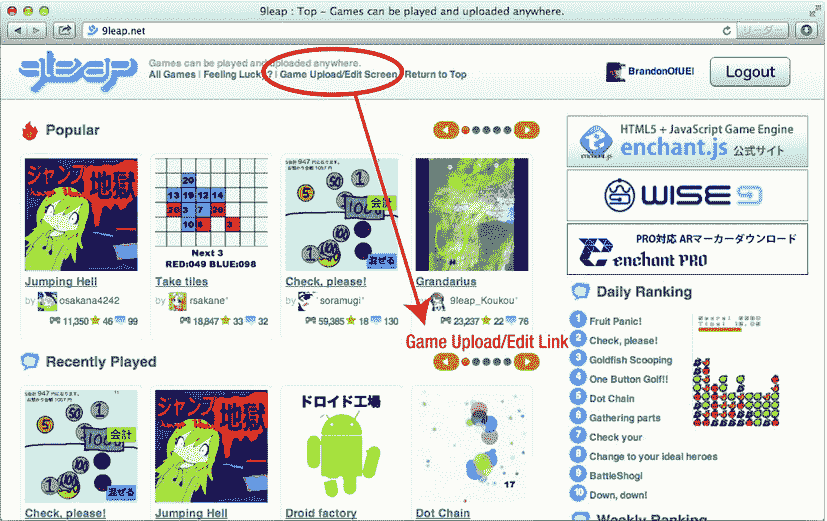 9leap : Top – Games can be played and uploaded anywhere.
9leap.net
リーダー
9leap
Games can be played and uploaded anywhere.
All Games | Feeling Lucky? | Game Upload/Edit Screen | Return to Top
BrandonOfUEI
Logout
Popular
ジャンプ地獄
Jumping Hell
by osakana4242
11,350 46 99
20
13 19 12 14
20 3 7 20
10 4 3
Next 3
RED:049 BLUE:098
Take tiles
by rsakane*
18,847 33 32
会計
混ぜる
Check, please!
by *soramugi*
59,385 18 130
Grandarius
by 9leap_Koukou*
23,237 22 76
Game Upload/Edit Link
HTML5 + JavaScript Game Engine
enchant.js 公式サイト
WISE9
PRO対応 ARマーカーダウンロード
enchant PRO
Daily Ranking
1 Fruit Panic!
2 Check, please!
3 Goldfish Scooping
4 One Button Golf!!
5 Dot Chain
6 Gathering parts
7 Check your
8 Change to your ideal heroes
9 BattleShog!
10 Down, down!
Weekly Ranking
Recently Played
会計
混ぜる
Check, please!
ジャンプ地獄
Jumping Hell
ドロイド工場
Droid factory
17
Dot Chain